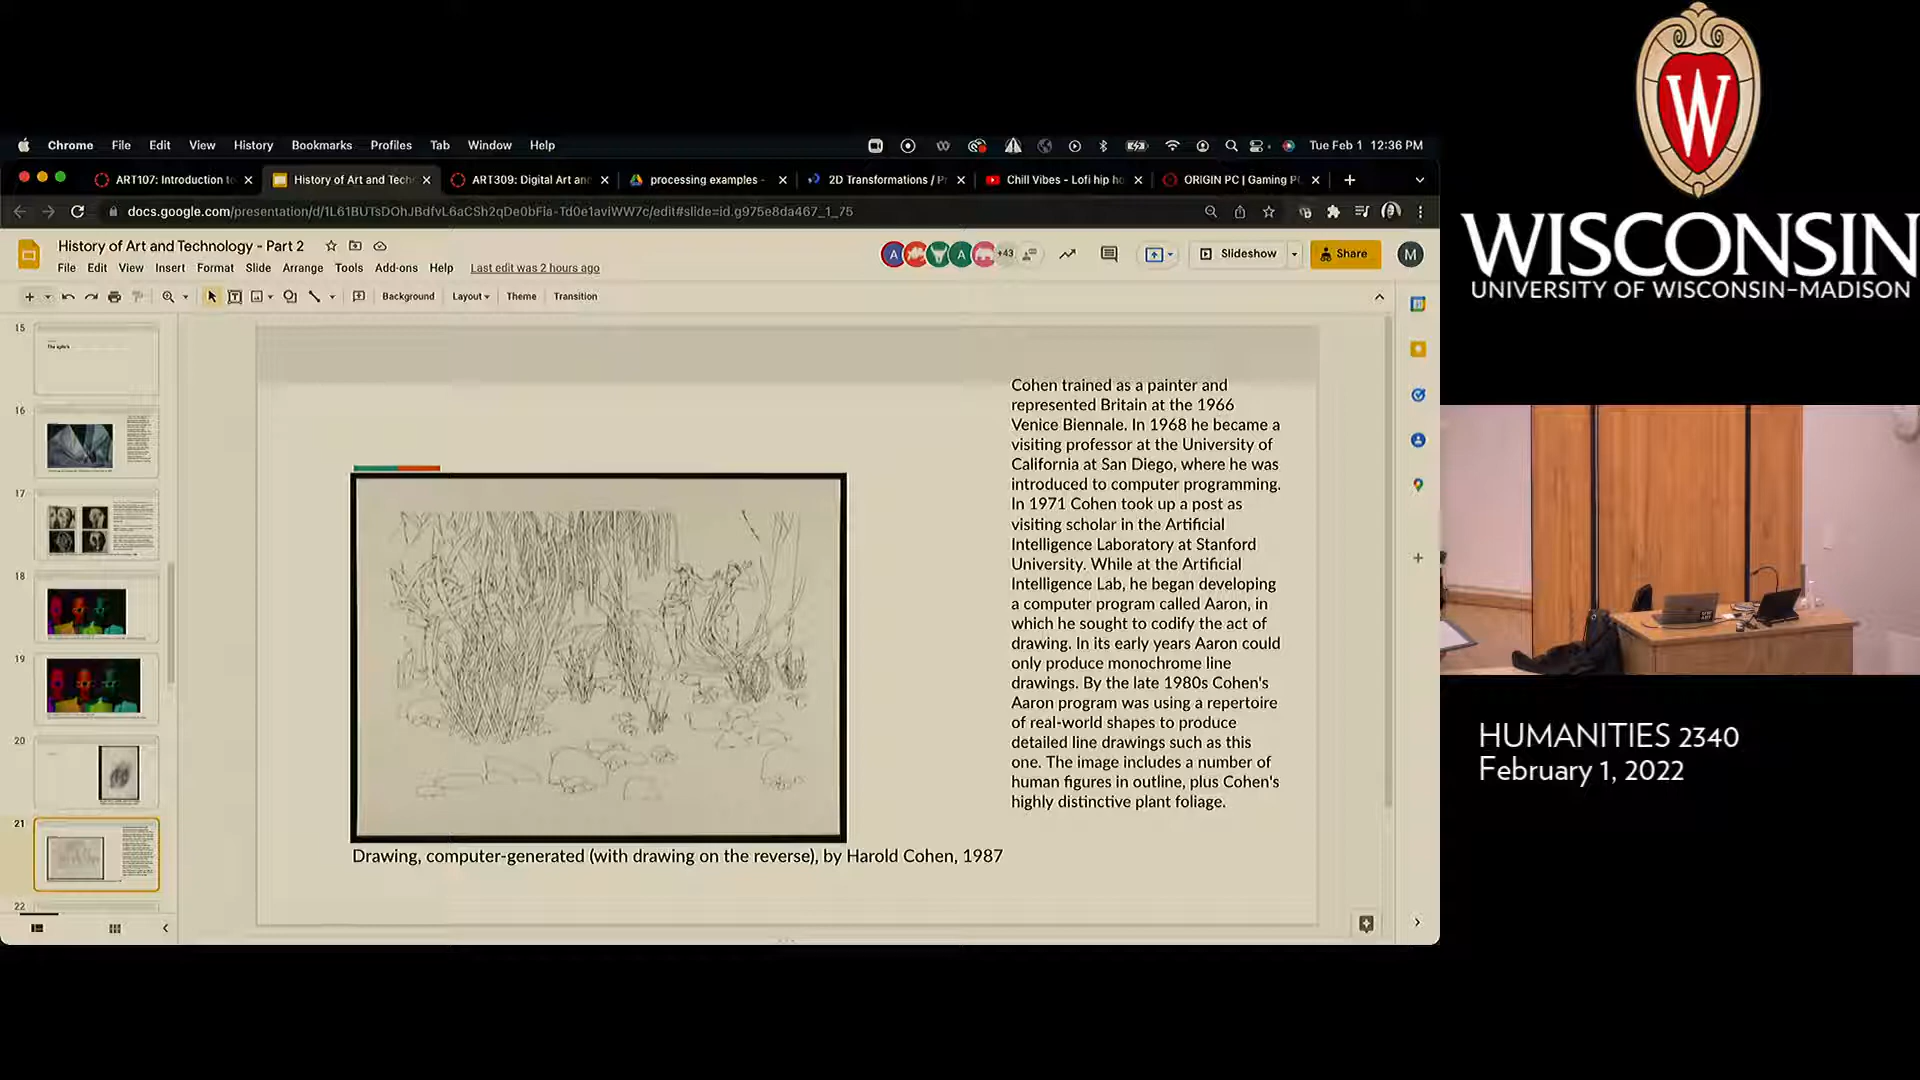 Chrome File Edit View History Bookmarks Profiles Tab Window Help Tue Feb 1 12:36 PM
ART107: Introduction to
History of Art and Tech
ART309: Digital Art and
processing examples -
2D Transformations / P
Chill Vibes - Lofi hip ho
ORIGIN PC | Gaming P
docs.google.com/presentation/d/1L61BUTsDOhJBdfvL6aCSh2qDe0bFia-Td0e1aviWW7c/edit#slide=id.g975e8da467_1_75
History of Art and Technology - Part 2
+43
Slideshow
Share
M
File Edit View Insert Format Slide Arrange Tools Add-ons Help Last edit was 2 hours ago
Background Layout Theme Transition
15
16
17
18
19
20
21
22
Cohen trained as a painter and
represented Britain at the 1966
Venice Biennale. In 1968 he became a
visiting professor at the University of
California at San Diego, where he was
introduced to computer programming.
In 1971 Cohen took up a post as
visiting scholar in the Artificial
Intelligence Laboratory at Stanford
University. While at the Artificial
Intelligence Lab, he began developing
a computer program called Aaron, in
which he sought to codify the act of
drawing. In its early years Aaron could
only produce monochrome line
drawings. By the late 1980s Cohen's
Aaron program was using a repertoire
of real-world shapes to produce
detailed line drawings such as this
one. The image includes a number of
human figures in outline, plus Cohen's
highly distinctive plant foliage.
Drawing, computer-generated (with drawing on the reverse), by Harold Cohen, 1987
W
WISCONSIN
UNIVERSITY OF WISCONSIN-MADISON
HUMANITIES 2340
February 1, 2022